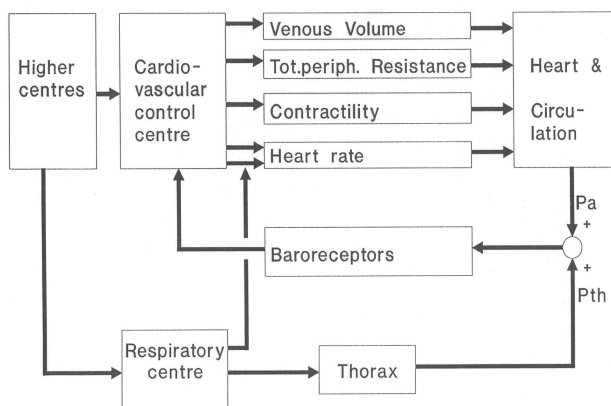 Higher
centres
Cardio-
vascular
control
centre
Venous Volume
Tot.periph. Resistance
Contractility
Heart rate
Heart &
Circu-
lation
Pa
+
+
Pth
Baroreceptors
Respiratory
centre
Thorax